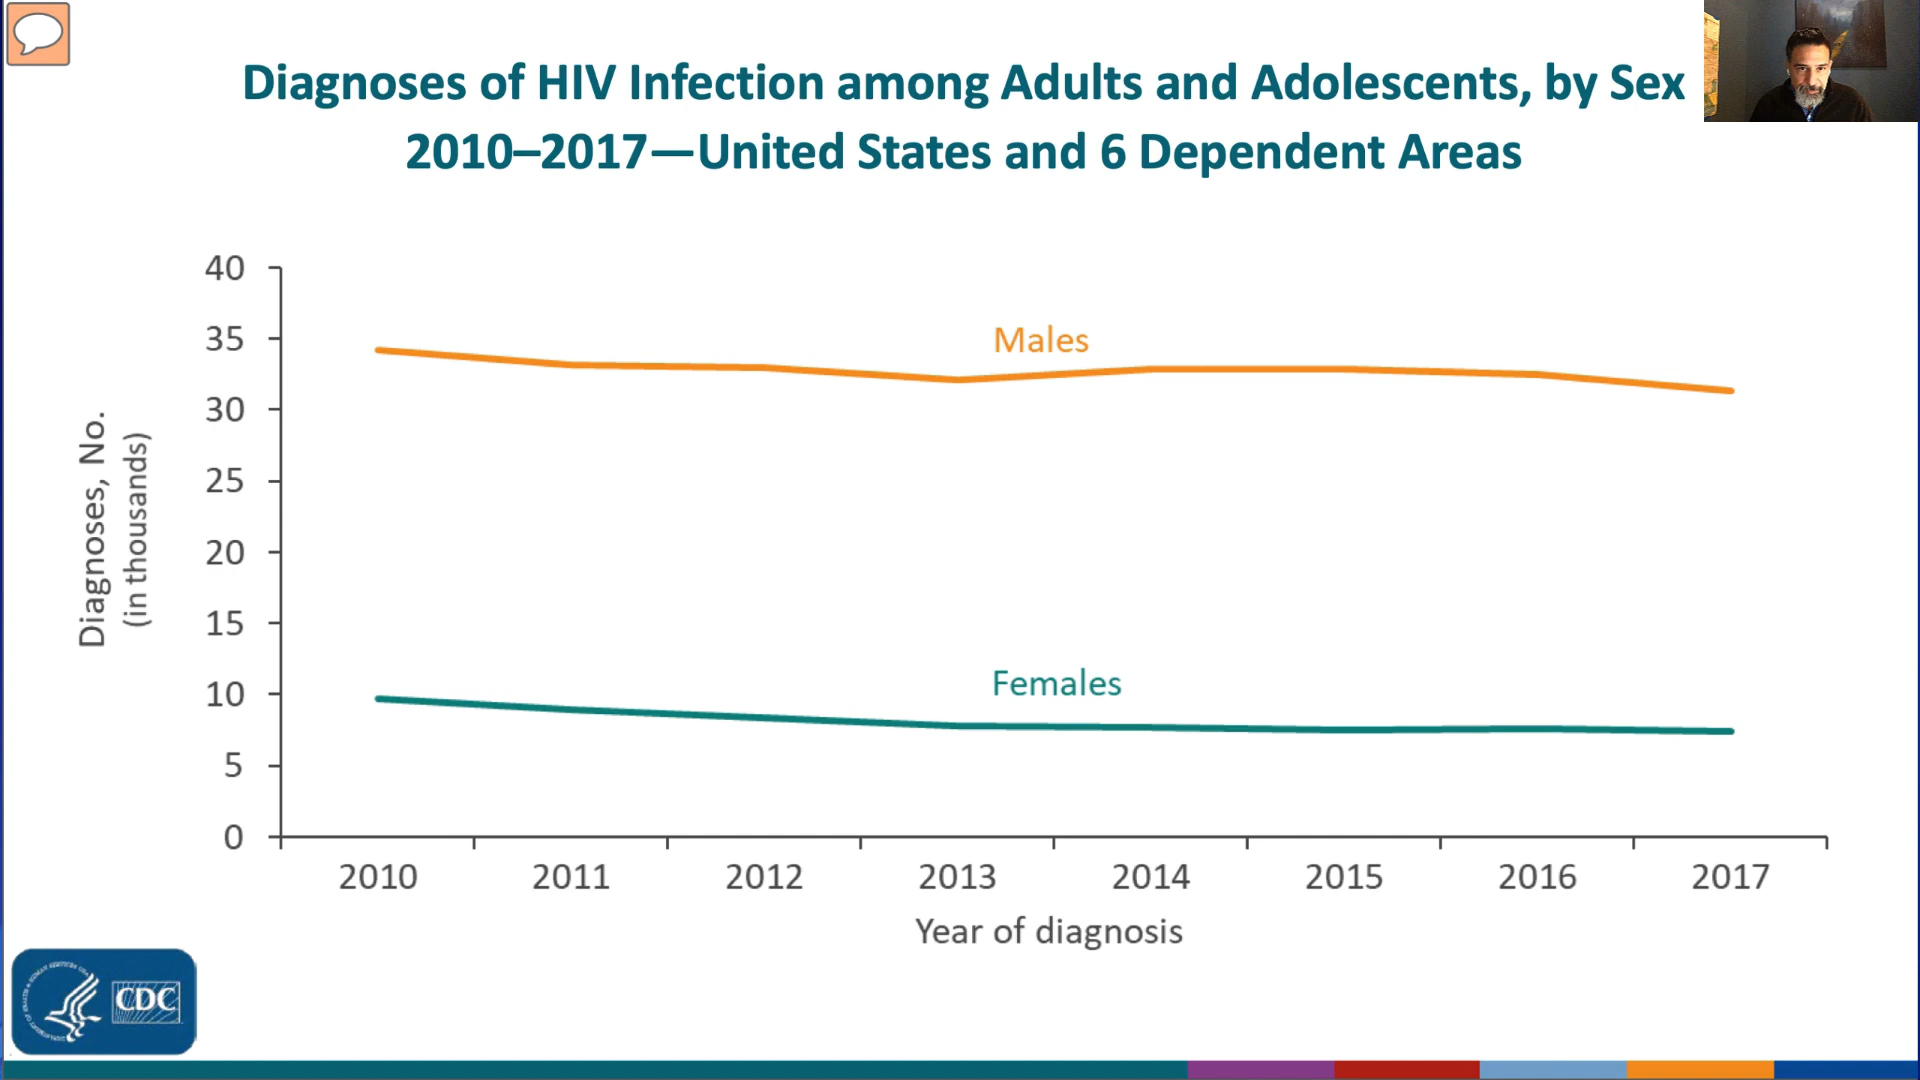 Diagnoses of HIV Infection among Adults and Adolescents, by Sex
2010–2017—United States and 6 Dependent Areas
Diagnoses, No.
(in thousands)
40
35
30
25
20
15
10
5
0
Males
Females
2010 2011 2012 2013 2014 2015 2016 2017
Year of diagnosis
CDC